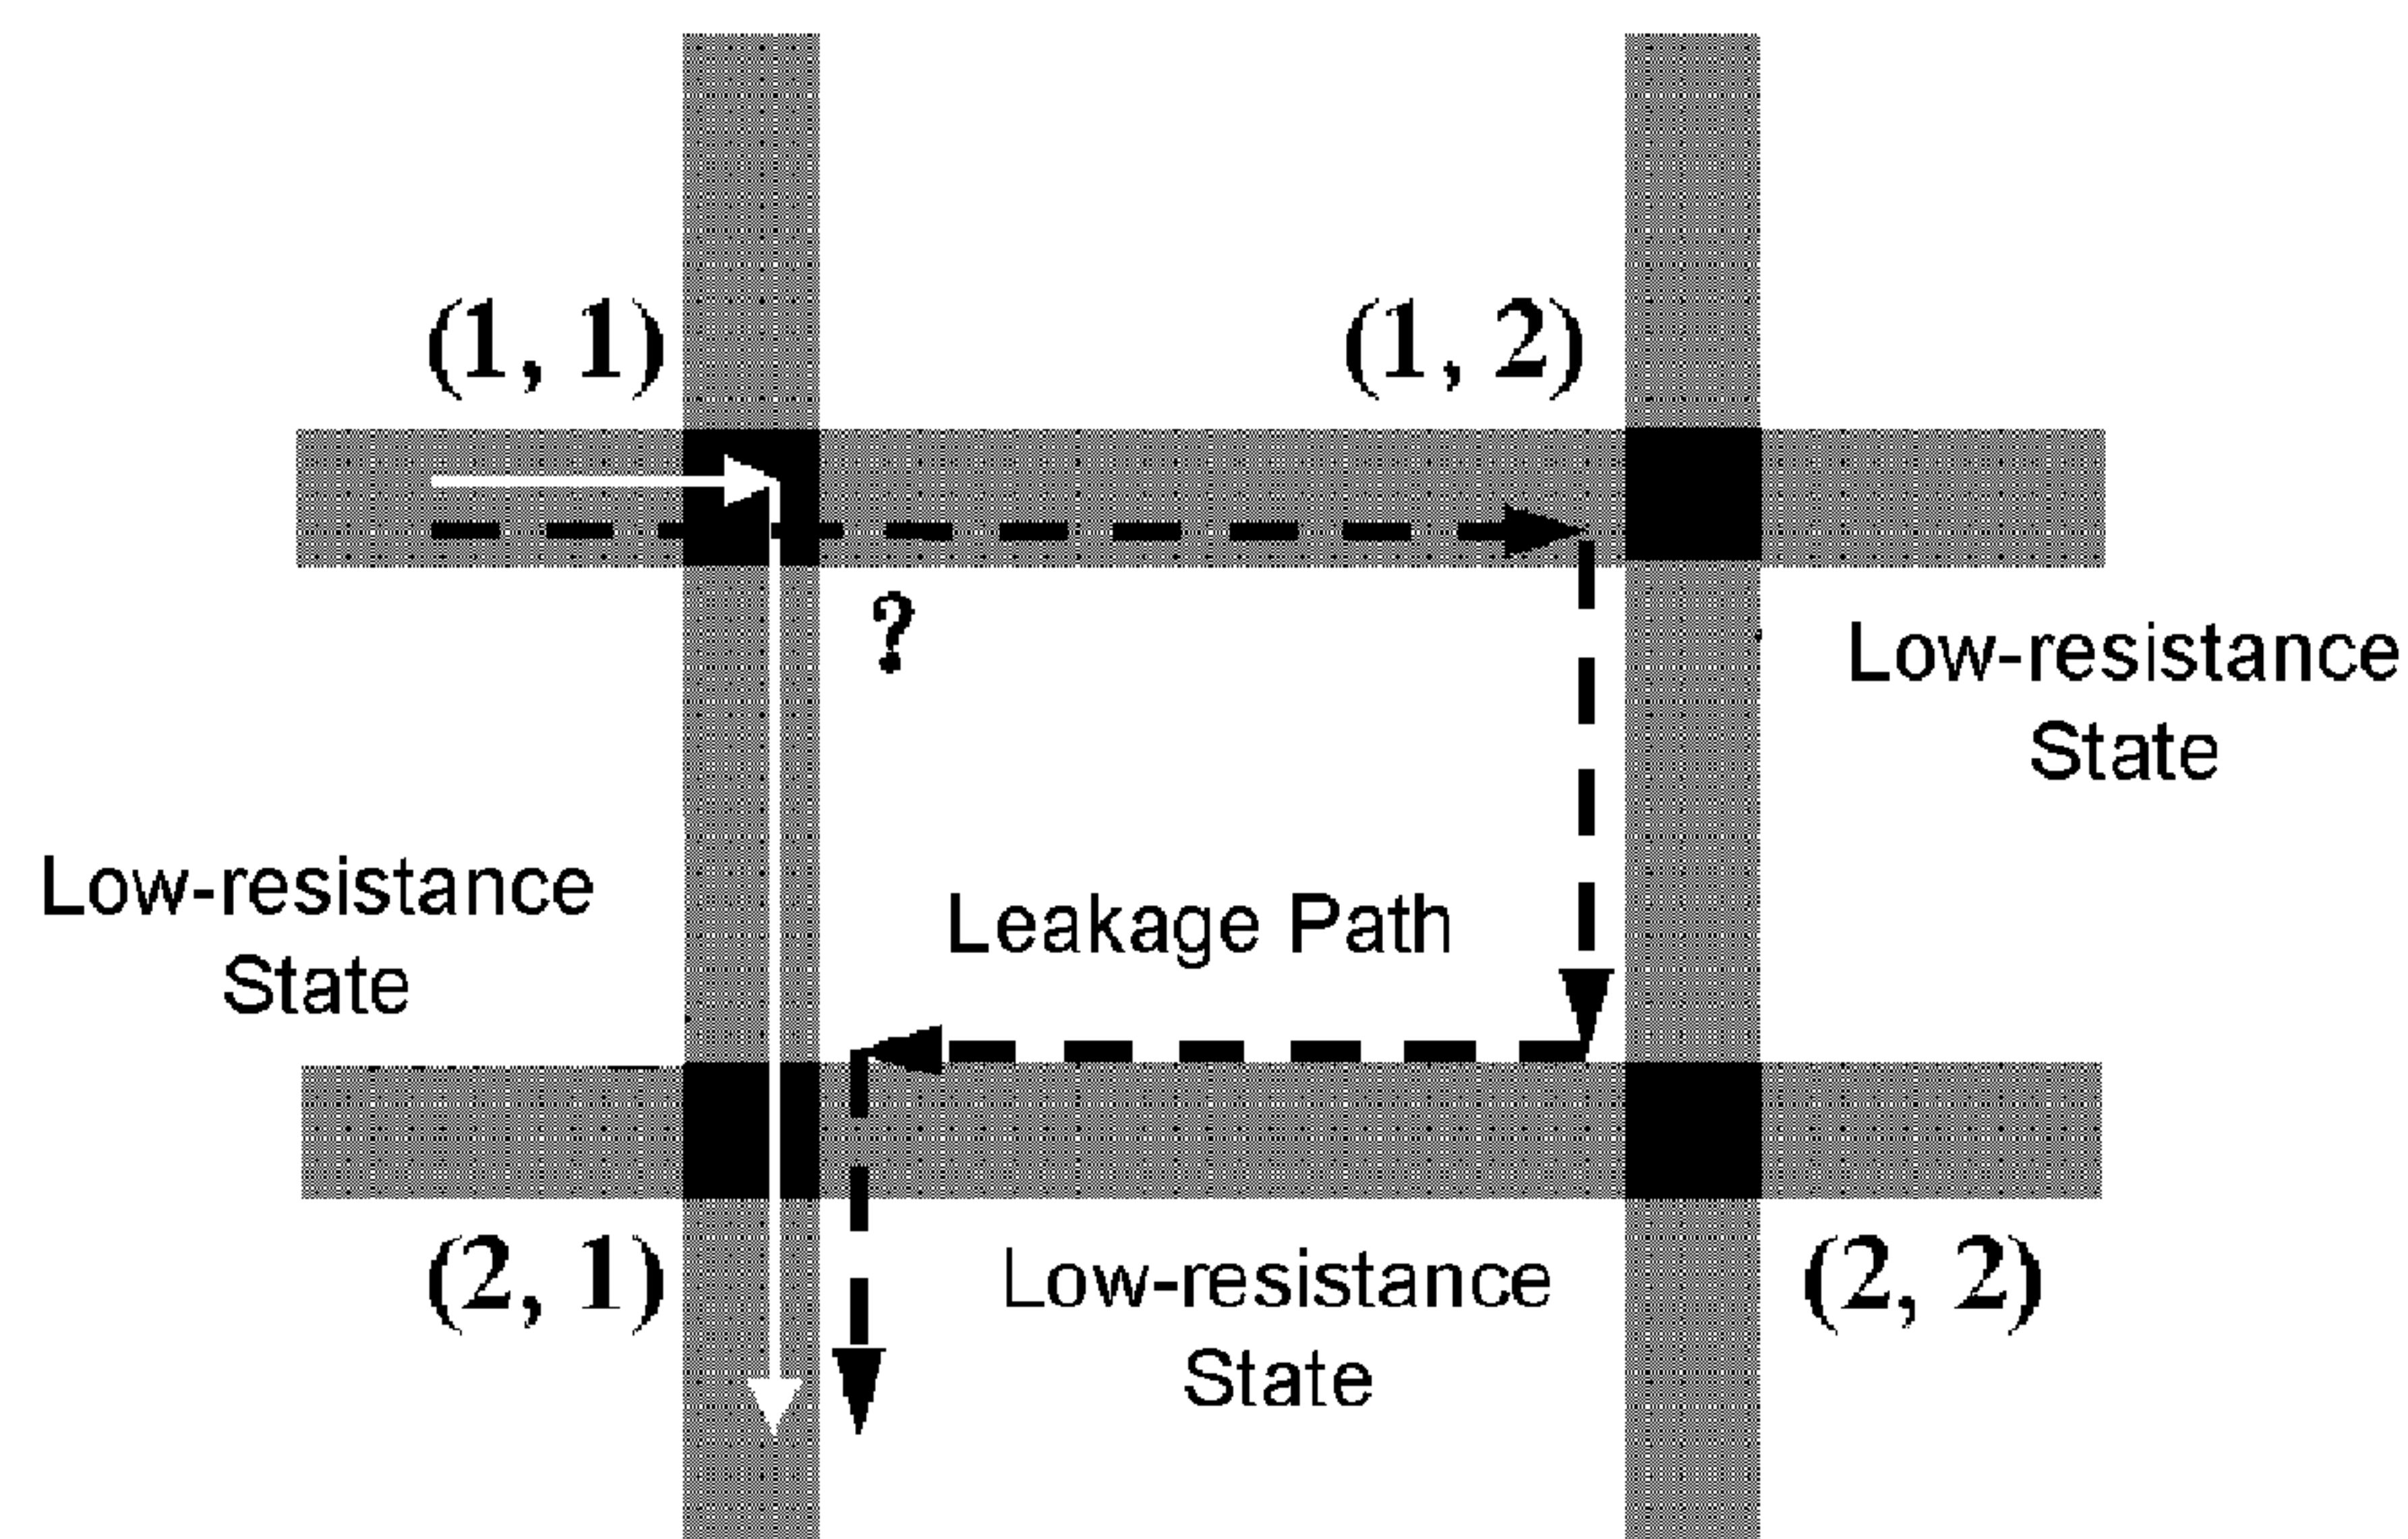 (1, 1)
(1, 2)
?
Low-resistance
State
Low-resistance
State
Leakage Path
(2, 1)
Low-resistance
State
(2, 2)